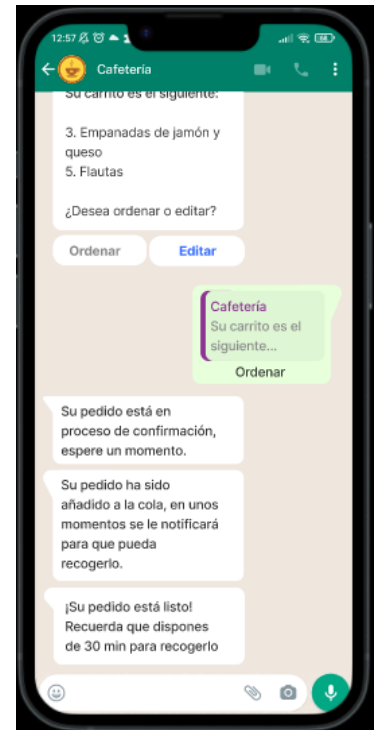 12:57
Cafetería
Su carrito es el siguiente:
3. Empanadas de jamón y
queso
5. Flautas
¿Desea ordenar o editar?
Ordenar
Editar
Cafetería
Su carrito es el
siguiente...
Ordenar
Su pedido está en
proceso de confirmación,
espere un momento.
Su pedido ha sido
añadido a la cola, en unos
momentos se le notificará
para que pueda
recogerlo.
¡Su pedido está listo!
Recuerda que dispones
de 30 min para recogerlo